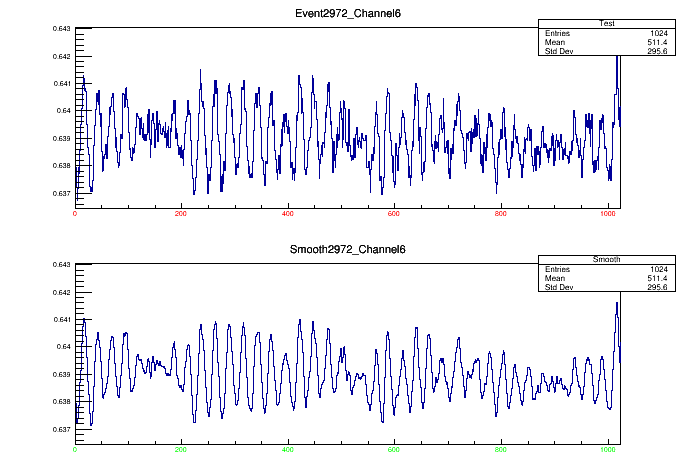 Event2972_Channel6
Test
Entries 1024
Mean 511.4
Std Dev 295.6
0.643
0.642
0.641
0.64
0.639
0.638
0.637
0 200 400 600 800 1000
Smooth2972_Channel6
Smooth
Entries 1024
Mean 511.4
Std Dev 295.6
0.643
0.642
0.641
0.64
0.639
0.638
0.637
0 200 400 600 800 1000